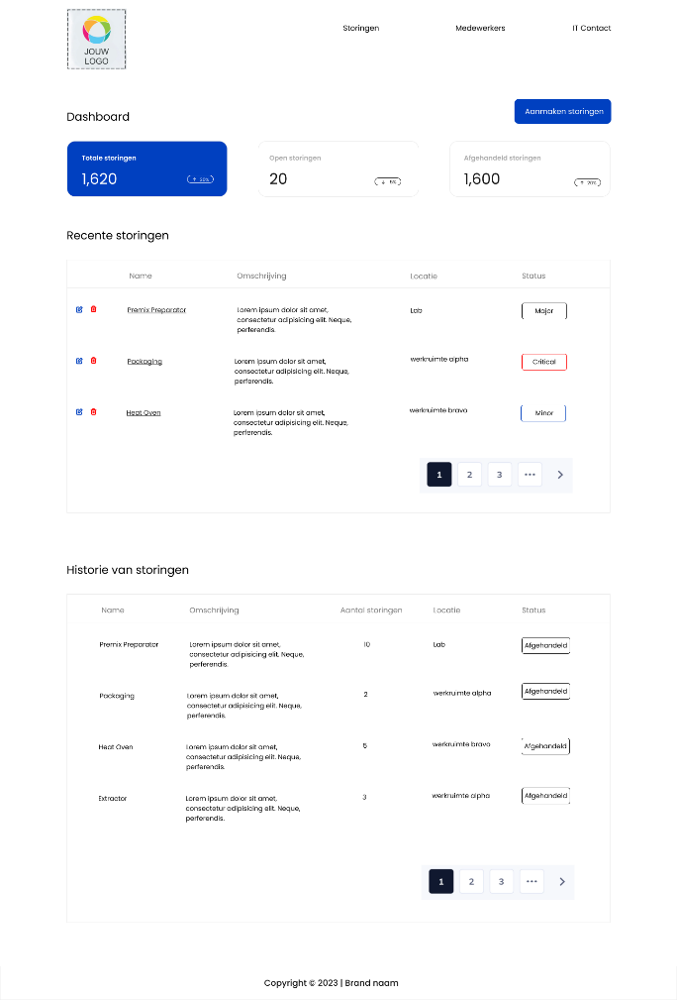 JOUW
LOGO
Storingen
Medewerkers
IT Contact
Dashboard
Aanmaken storingen
Totale storingen
1,620
20%
Open storingen
20
5%
Afgehandeld storingen
1,600
20%
Recente storingen
Name Omschrijving Locatie Status
Premix Preparator
Lorem ipsum dolor sit amet,
consectetur adipisicing elit. Neque,
perferendis.
Lab
Major
Packaging
Lorem ipsum dolor sit amet,
consectetur adipisicing elit. Neque,
perferendis.
werkruimte alpha
Critical
Heat Oven
Lorem ipsum dolor sit amet,
consectetur adipisicing elit. Neque,
perferendis.
werkruimte bravo
Minor
1 2 3 ···
Historie van storingen
Name Omschrijving Aantal storingen Locatie Status
Premix Preparator
Lorem ipsum dolor sit amet,
consectetur adipisicing elit. Neque,
perferendis.
10
Lab
Afgehandeld
Packaging
Lorem ipsum dolor sit amet,
consectetur adipisicing elit. Neque,
perferendis.
2
werkruimte alpha
Afgehandeld
Heat Oven
Lorem ipsum dolor sit amet,
consectetur adipisicing elit. Neque,
perferendis.
5
werkruimte bravo
Afgehandeld
Extractor
Lorem ipsum dolor sit amet,
consectetur adipisicing elit. Neque,
perferendis.
3
werkruimte alpha
Afgehandeld
1 2 3 ···
Copyright © 2023 | Brand naam